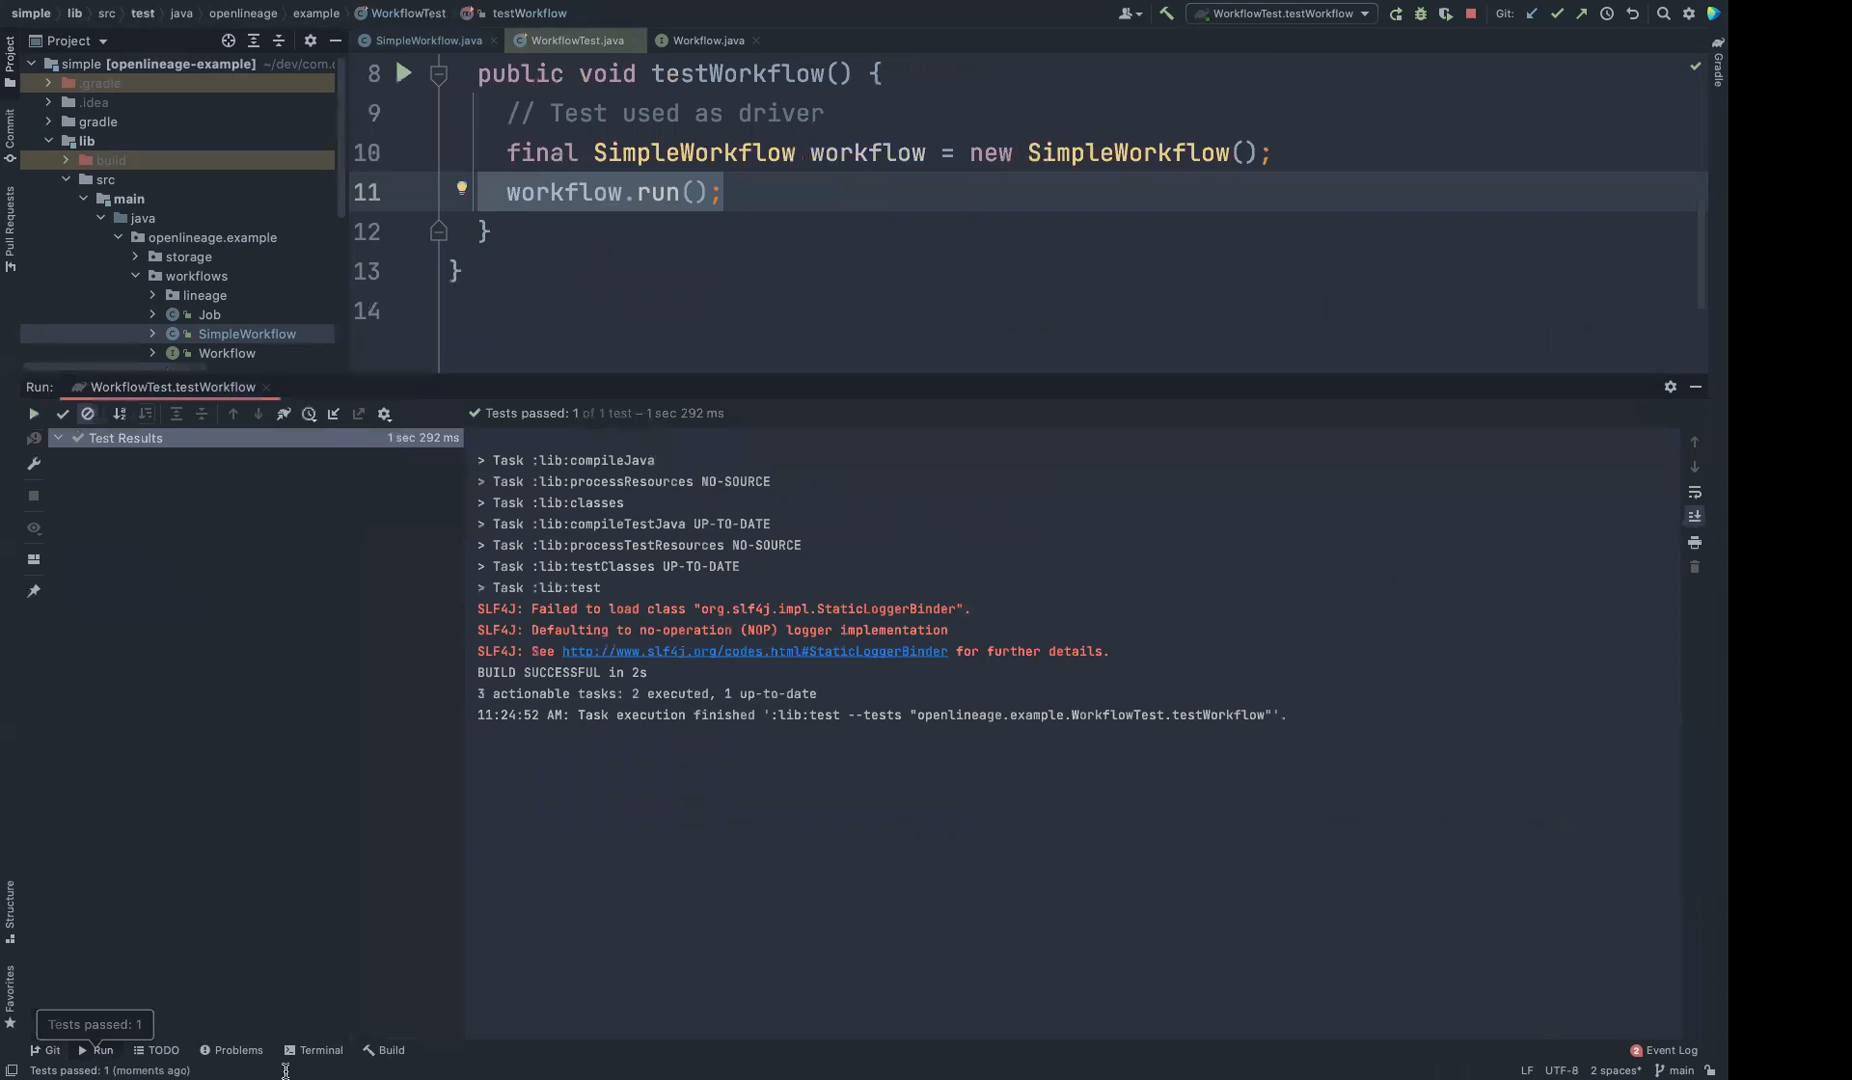 simple lib src test java openlineage example WorkflowTest testWorkflow
WorkflowTest.testWorkflow
Git:
Project
SimpleWorkflow.java
WorkflowTest.java
Workflow.java
Project
Commit
Pull Requests
Structure
Favorites
Gradle
simple [openlineage-example] ~/dev/com.c
.gradle
.idea
gradle
lib
build
src
main
java
openlineage.example
storage
workflows
lineage
Job
SimpleWorkflow
Workflow
8 public void testWorkflow() {
9 // Test used as driver
10 final SimpleWorkflow workflow = new SimpleWorkflow();
11 workflow.run();
12 }
13 }
14
Run: WorkflowTest.testWorkflow
Tests passed: 1 of 1 test – 1 sec 292 ms
Test Results 1 sec 292 ms
> Task :lib:compileJava
> Task :lib:processResources NO-SOURCE
> Task :lib:classes
> Task :lib:compileTestJava UP-TO-DATE
> Task :lib:processTestResources NO-SOURCE
> Task :lib:testClasses UP-TO-DATE
> Task :lib:test
SLF4J: Failed to load class "org.slf4j.impl.StaticLoggerBinder".
SLF4J: Defaulting to no-operation (NOP) logger implementation
SLF4J: See http://www.slf4j.org/codes.html#StaticLoggerBinder for further details.
BUILD SUCCESSFUL in 2s
3 actionable tasks: 2 executed, 1 up-to-date
11:24:52 AM: Task execution finished ':lib:test --tests "openlineage.example.WorkflowTest.testWorkflow"'.
Tests passed: 1
Git Run TODO Problems Terminal Build
2 Event Log
Tests passed: 1 (moments ago)
LF UTF-8 2 spaces* main